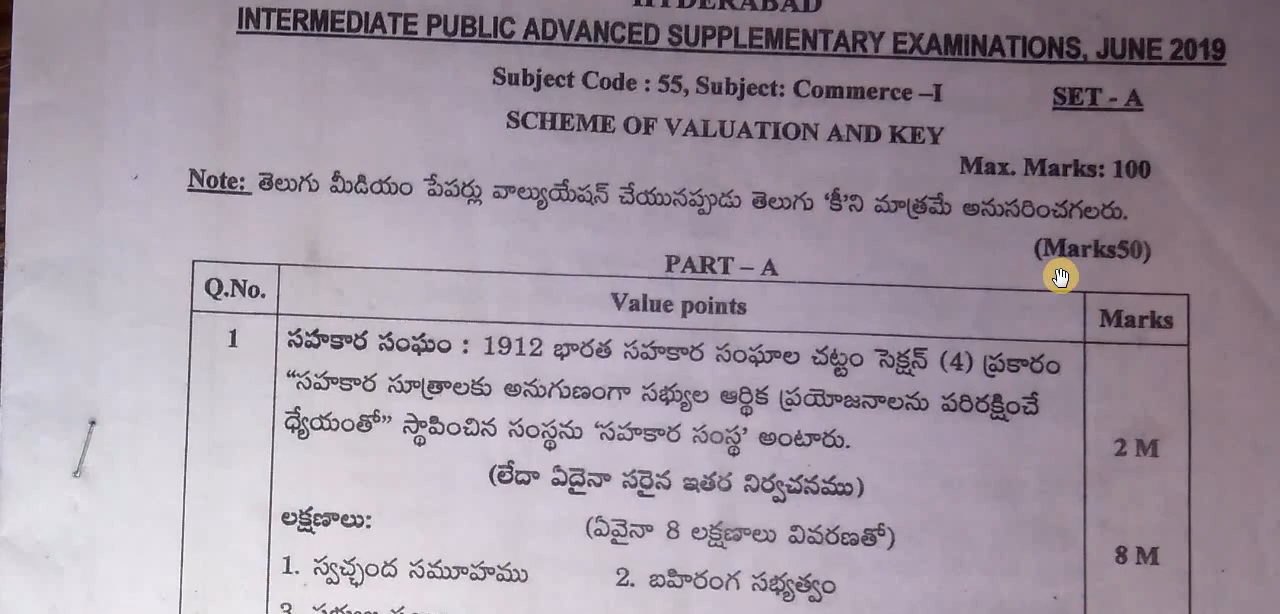 HYDERABAD
INTERMEDIATE PUBLIC ADVANCED SUPPLEMENTARY EXAMINATIONS, JUNE 2019
Subject Code : 55, Subject: Commerce –I SET - A
SCHEME OF VALUATION AND KEY
Max. Marks: 100
Note: తెలుగు మీడియం పేపర్లు వాల్యుయేషన్ చేయునప్పుడు తెలుగు ‘కీ’ని మాత్రమే అనుసరించగలరు.
(Marks50)
PART – A
Q.No. Value points Marks
1 సహకార సంఘం : 1912 భారత సహకార సంఘాల చట్టం సెక్షన్ (4) ప్రకారం
“సహకార సూత్రాలకు అనుగుణంగా సభ్యుల ఆర్థిక ప్రయోజనాలను పరిరక్షించే
ధ్యేయంతో” స్థాపించిన సంస్థను ‘సహకార సంస్థ’ అంటారు. 2 M
(లేదా ఏదైనా సరైన ఇతర నిర్వచనము)
లక్షణాలు: (ఏవైనా 8 లక్షణాలు వివరణతో) 8 M
1. స్వచ్ఛంద సమూహము 2. బహిరంగ సభ్యత్వం
3.